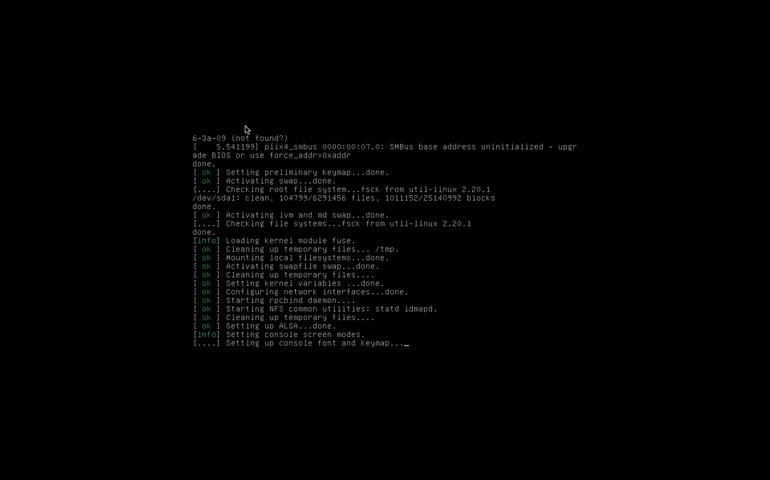 6-3a-09 (not found?)
[    5.541199] piix4_smbus 0000:00:07.0: SMBus base address uninitialized - upgr
ade BIOS or use force_addr=0xaddr
done.
[ ok ] Setting preliminary keymap...done.
[ ok ] Activating swap...done.
[....] Checking root file system...fsck from util-linux 2.20.1
/dev/sda1: clean, 104799/6291456 files, 1011152/25140992 blocks
done.
[ ok ] Activating lvm and md swap...done.
[....] Checking file systems...fsck from util-linux 2.20.1
done.
[info] Loading kernel module fuse.
[ ok ] Cleaning up temporary files... /tmp.
[ ok ] Mounting local filesystems...done.
[ ok ] Activating swapfile swap...done.
[ ok ] Cleaning up temporary files....
[ ok ] Setting kernel variables ...done.
[ ok ] Configuring network interfaces...done.
[ ok ] Starting rpcbind daemon....
[ ok ] Starting NFS common utilities: statd idmapd.
[ ok ] Cleaning up temporary files....
[ ok ] Setting up ALSA...done.
[info] Setting console screen modes.
[....] Setting up console font and keymap..._